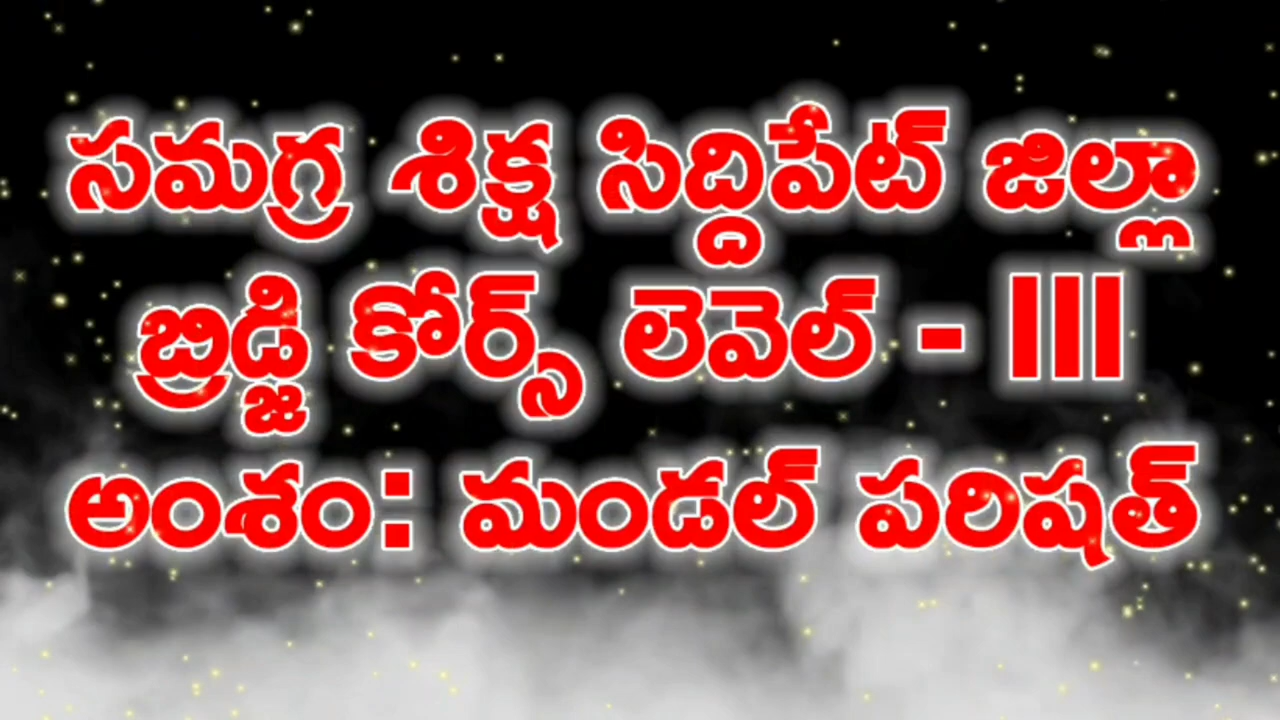 సమగ్ర శిక్ష సిద్దిపేట్ జిల్లా
బ్రిడ్జి కోర్స్ లెవెల్ - III
అంశం: మండల్ పరిషత్